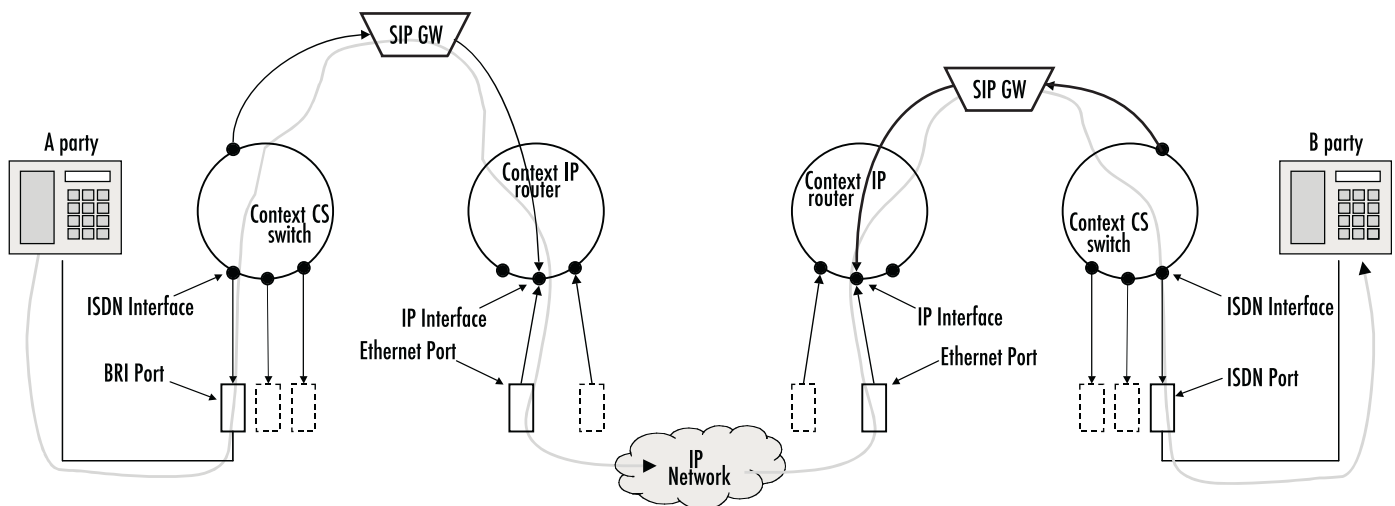 SIP GW
SIP GW
A party
B party
Context IP
router
Context IP
router
Context CS
switch
Context CS
switch
ISDN Interface
IP Interface
IP Interface
ISDN Interface
Ethernet Port
Ethernet Port
BRI Port
ISDN Port
IP
Network